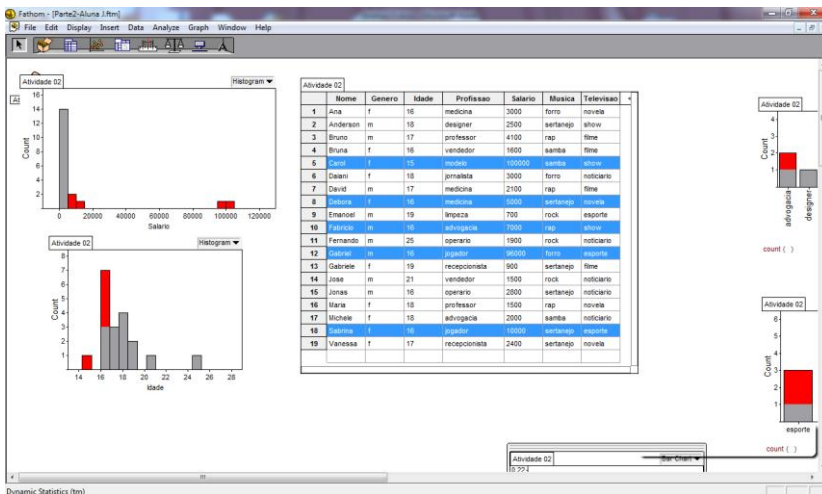 Fathom - [Parte2-Aluna J.ftm]
File Edit Display Insert Data Analyze Graph Window Help
Atividade 02
Histogram
16
14
12
10
8
6
4
2
Count
0 20000 40000 60000 80000 100000 120000
Salario
Atividade 02
Histogram
8
7
6
5
4
3
2
1
Count
14 16 18 20 22 24 26 28
Idade
Atividade 02
Nome Genero Idade Profissao Salario Musica Televisao
1 Ana f 16 medicina 3000 forro novela
2 Anderson m 18 designer 2500 sertanejo show
3 Bruno m 17 professor 4100 rap filme
4 Bruna f 16 vendedor 1600 samba filme
5 Carol f 15 modelo 100000 samba show
6 Daiani f 18 jornalista 3000 forro noticiario
7 David m 17 medicina 2100 rap filme
8 Debora f 16 medicina 5000 sertanejo novela
9 Emanoel m 19 limpeza 700 rock esporte
10 Fabricio m 16 advogacia 7000 rap show
11 Fernando m 25 operario 1900 rock noticiario
12 Gabriel m 16 jogador 96000 forro esporte
13 Gabriele f 19 recepcionista 900 sertanejo filme
14 Jose m 21 vendedor 1500 rock noticiario
15 Jonas m 16 operario 2800 sertanejo noticiario
16 Maria f 18 professor 1500 rap novela
17 Michele f 18 advogacia 2000 samba noticiario
18 Sabrina f 16 jogador 10000 sertanejo esporte
19 Vanessa f 17 recepcionista 2400 sertanejo novela
Atividade 02
4
3
2
1
Count
advogacia
designer
count ( )
Atividade 02
6
5
4
3
2
1
Count
esporte
count ( )
Atividade 02
Bar Chart
0.22
Dynamic Statistics (tm)